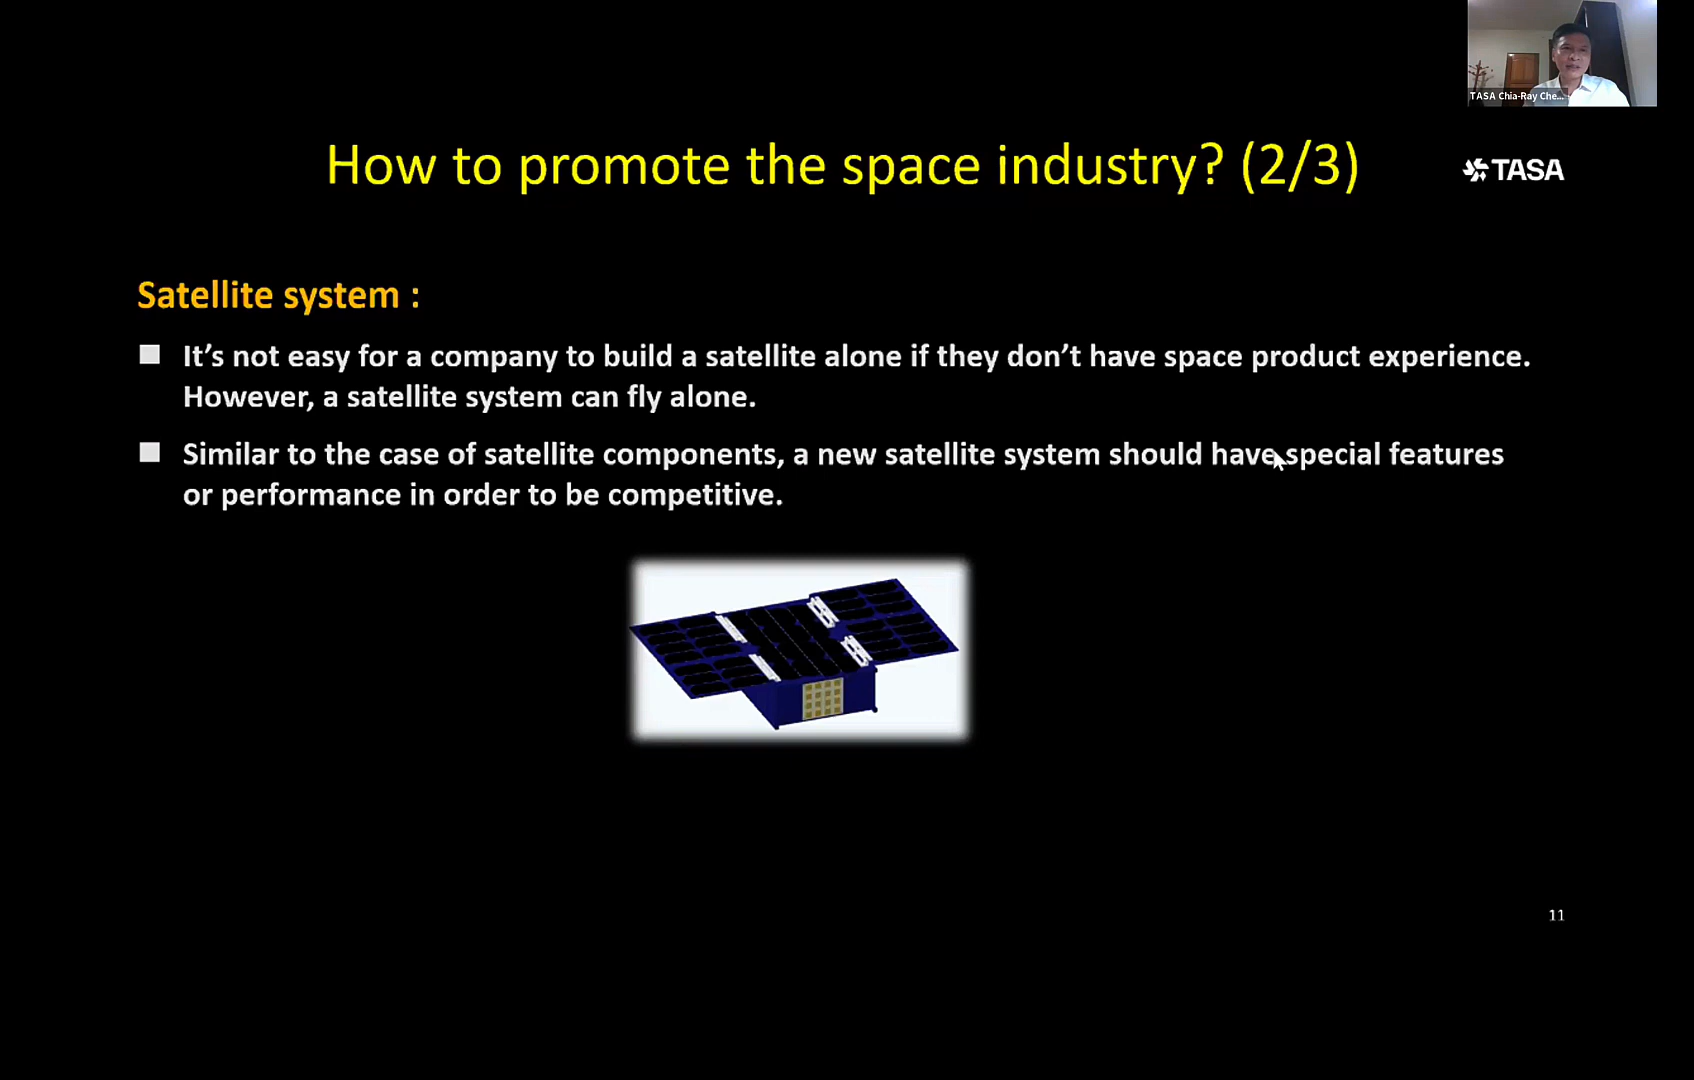 TASA Chia-Ray Che...
How to promote the space industry? (2/3)
TASA
Satellite system :
It’s not easy for a company to build a satellite alone if they don’t have space product experience.
However, a satellite system can fly alone.
Similar to the case of satellite components, a new satellite system should have special features
or performance in order to be competitive.
11